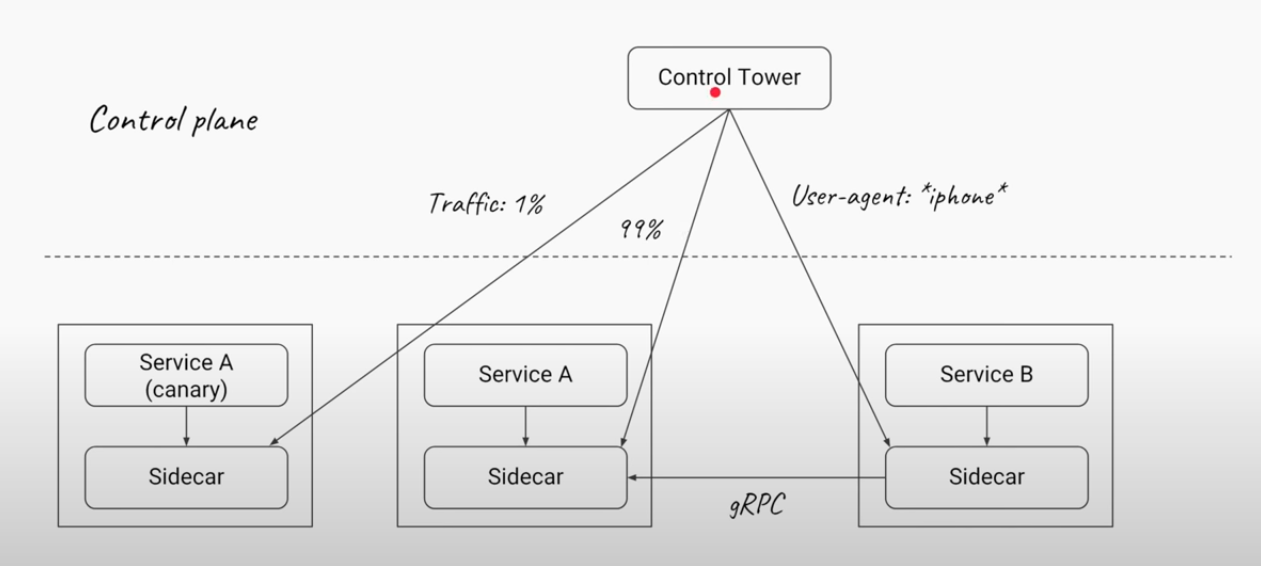 Control Tower
Control plane
Traffic: 1%
99%
User-agent: *iphone*
Service A
(canary)
Service A
Service B
Sidecar
Sidecar
Sidecar
gRPC